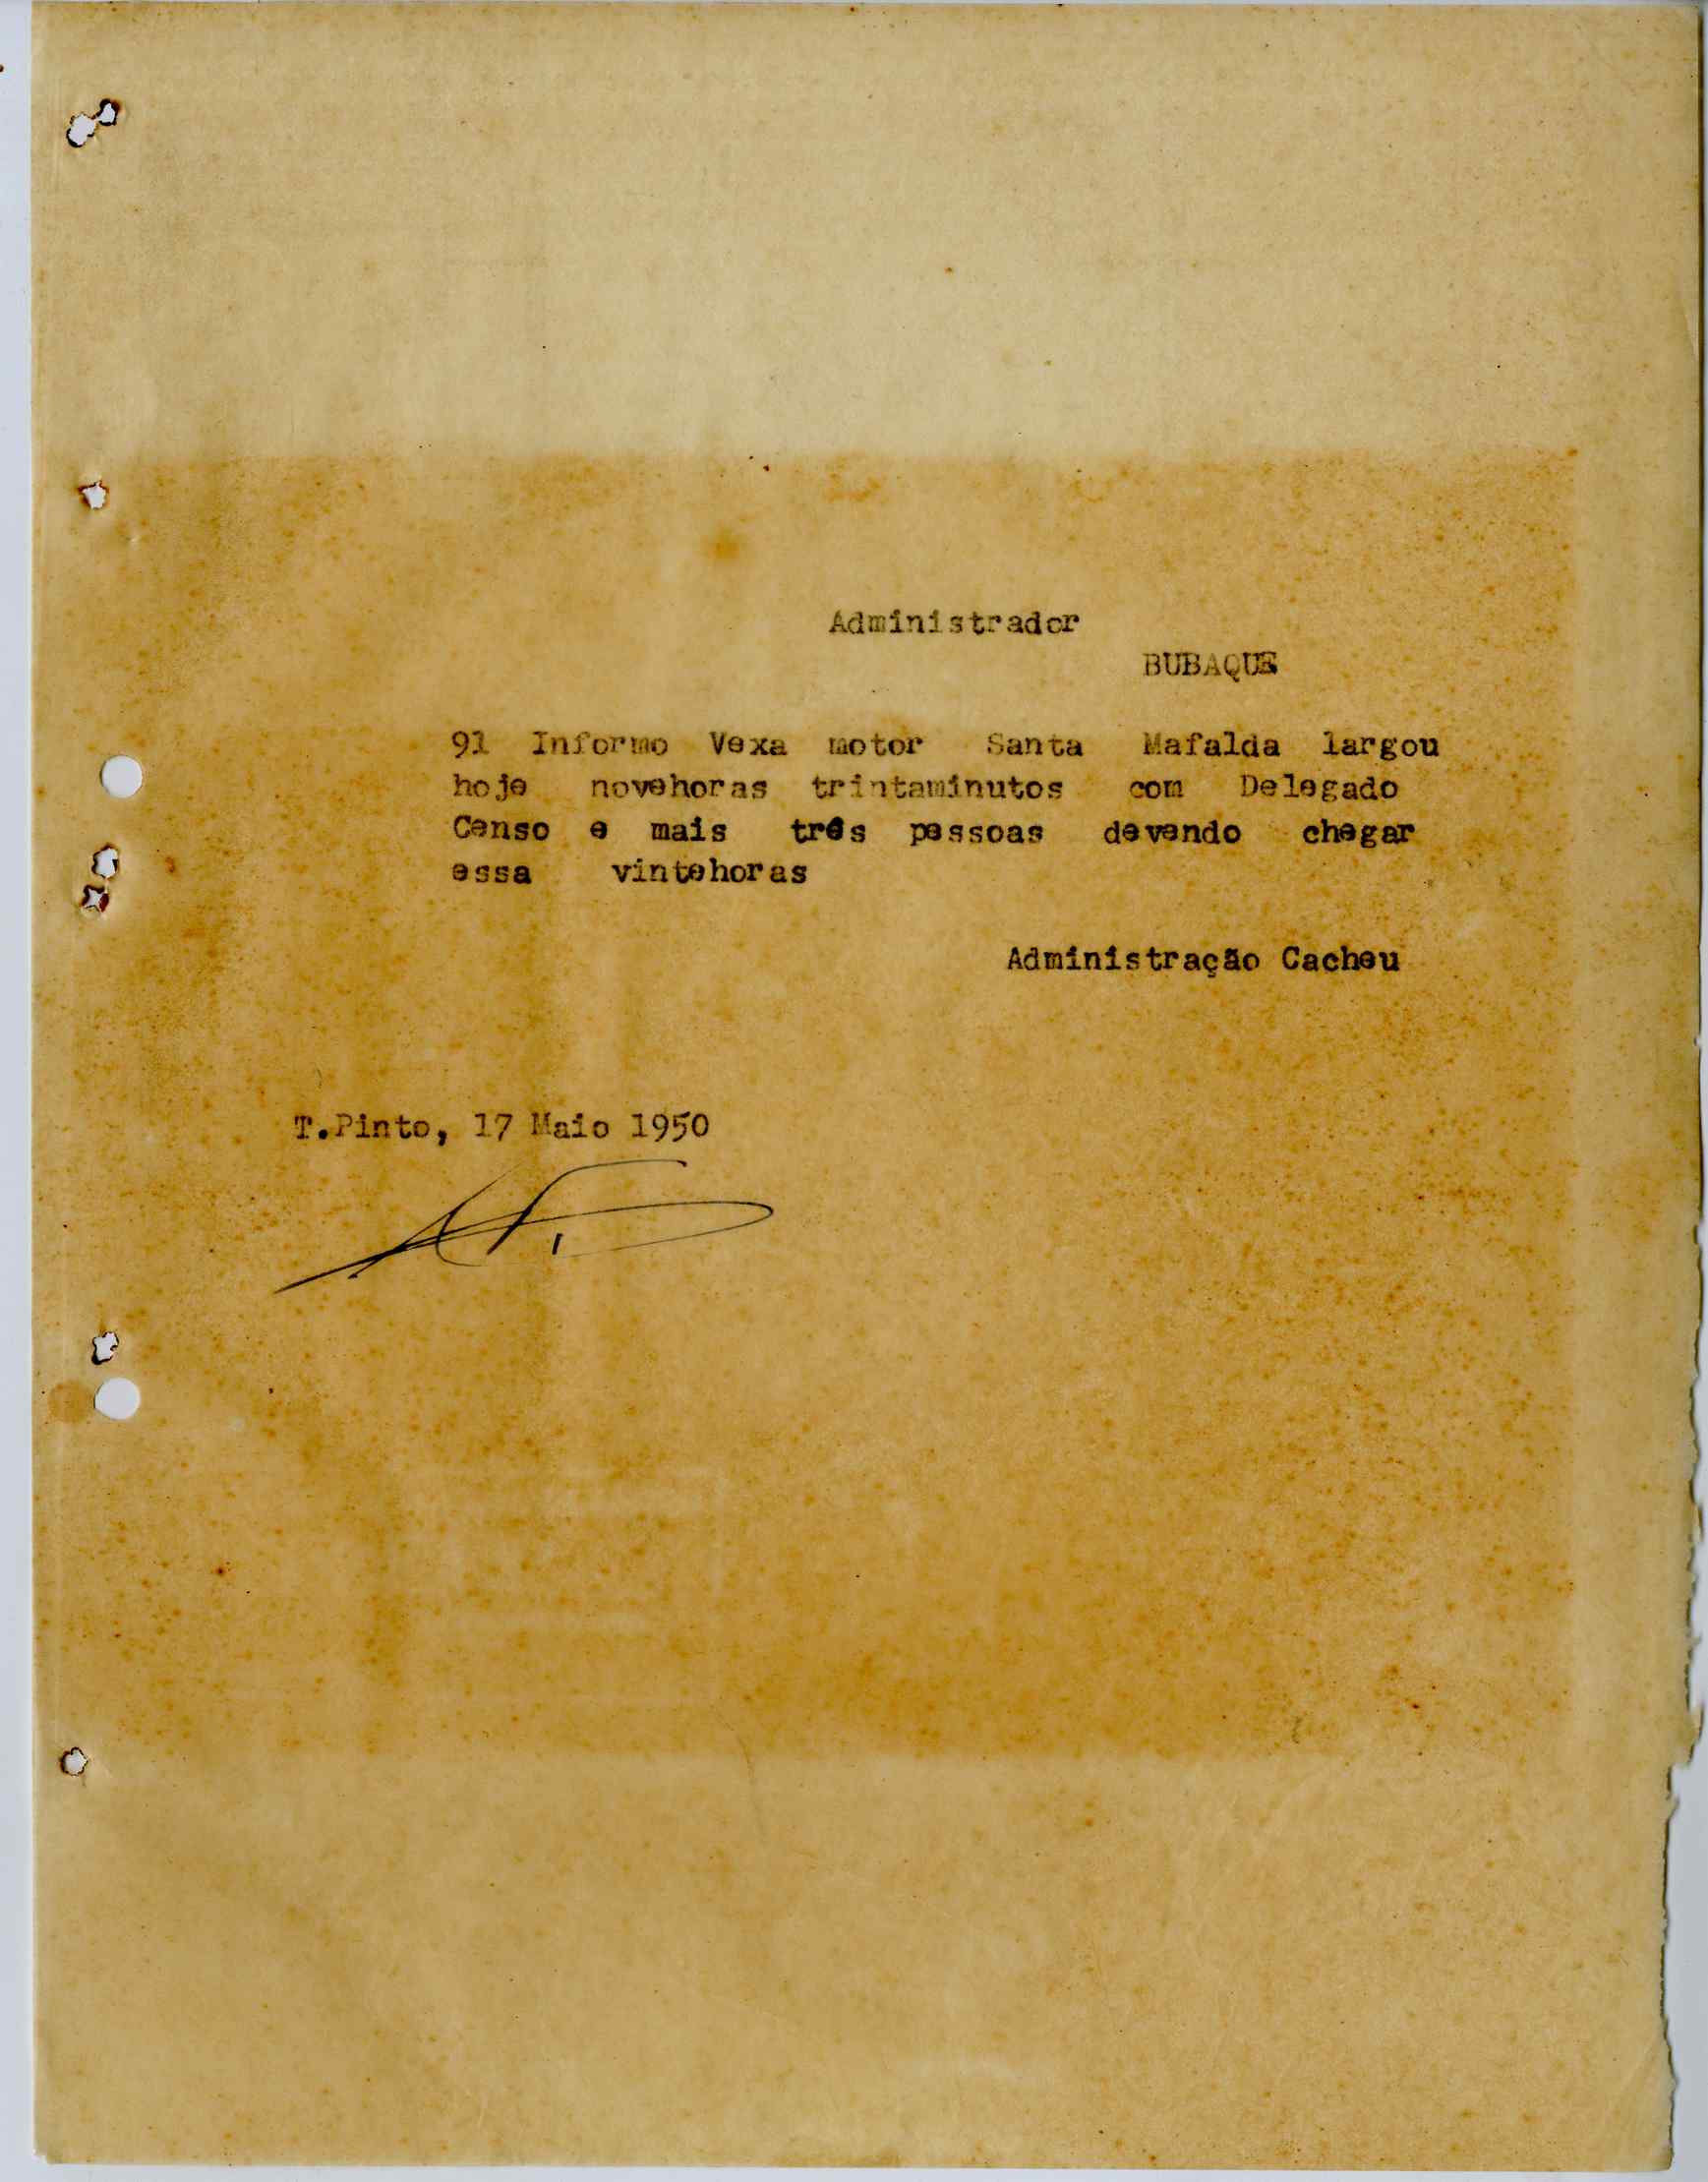 Administrador
BUBAQUE
91 Informo Vexa motor Santa Mafalda largou
hoje novehoras trintaminutos com Delegado
Censo e mais três pessoas devendo chegar
essa vintehoras
Administração Cacheu
T.Pinto, 17 Maio 1950